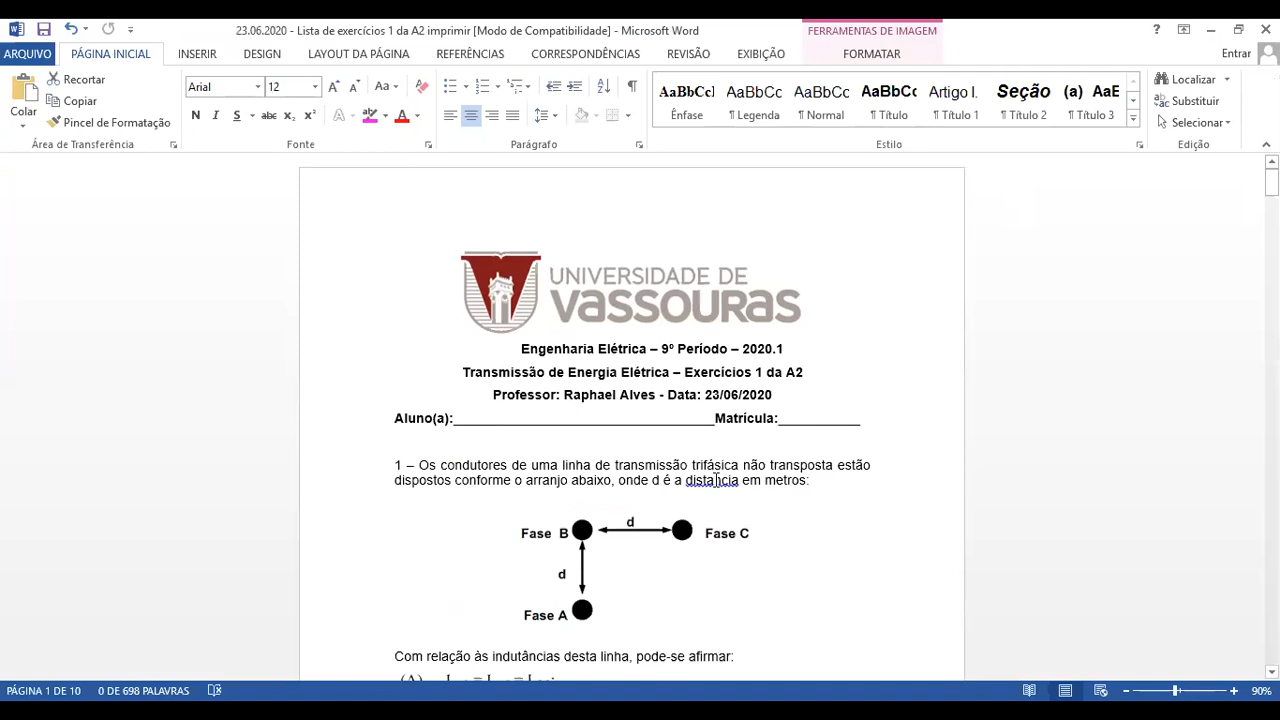 23.06.2020 - Lista de exercícios 1 da A2 imprimir [Modo de Compatibilidade] - Microsoft Word
FERRAMENTAS DE IMAGEM
ARQUIVO PÁGINA INICIAL INSERIR DESIGN LAYOUT DA PÁGINA REFERÊNCIAS CORRESPONDÊNCIAS REVISÃO EXIBIÇÃO FORMATAR Entrar
Colar
Recortar
Copiar
Pincel de Formatação
Área de Transferência
Arial 12
N I S abc x₂ x² A A
Aa
Fonte
Parágrafo
AaBbCcl AaBbCc AaBbCc AaBbCc Artigo I. Seção (a) AaE
Ênfase ¶ Legenda ¶ Normal ¶ Título ¶ Título 1 ¶ Título 2 ¶ Título 3
Estilo
Localizar
Substituir
Selecionar
Edição
UNIVERSIDADE DE
VASSOURAS
Engenharia Elétrica – 9º Período – 2020.1
Transmissão de Energia Elétrica – Exercícios 1 da A2
Professor: Raphael Alves - Data: 23/06/2020
Aluno(a):__________________________________Matrícula:__________
1 – Os condutores de uma linha de transmissão trifásica não transposta estão
dispostos conforme o arranjo abaixo, onde d é a distancia em metros:
d
Fase B Fase C
d
Fase A
Com relação às indutâncias desta linha, pode-se afirmar:
PÁGINA 1 DE 10 0 DE 698 PALAVRAS 90%